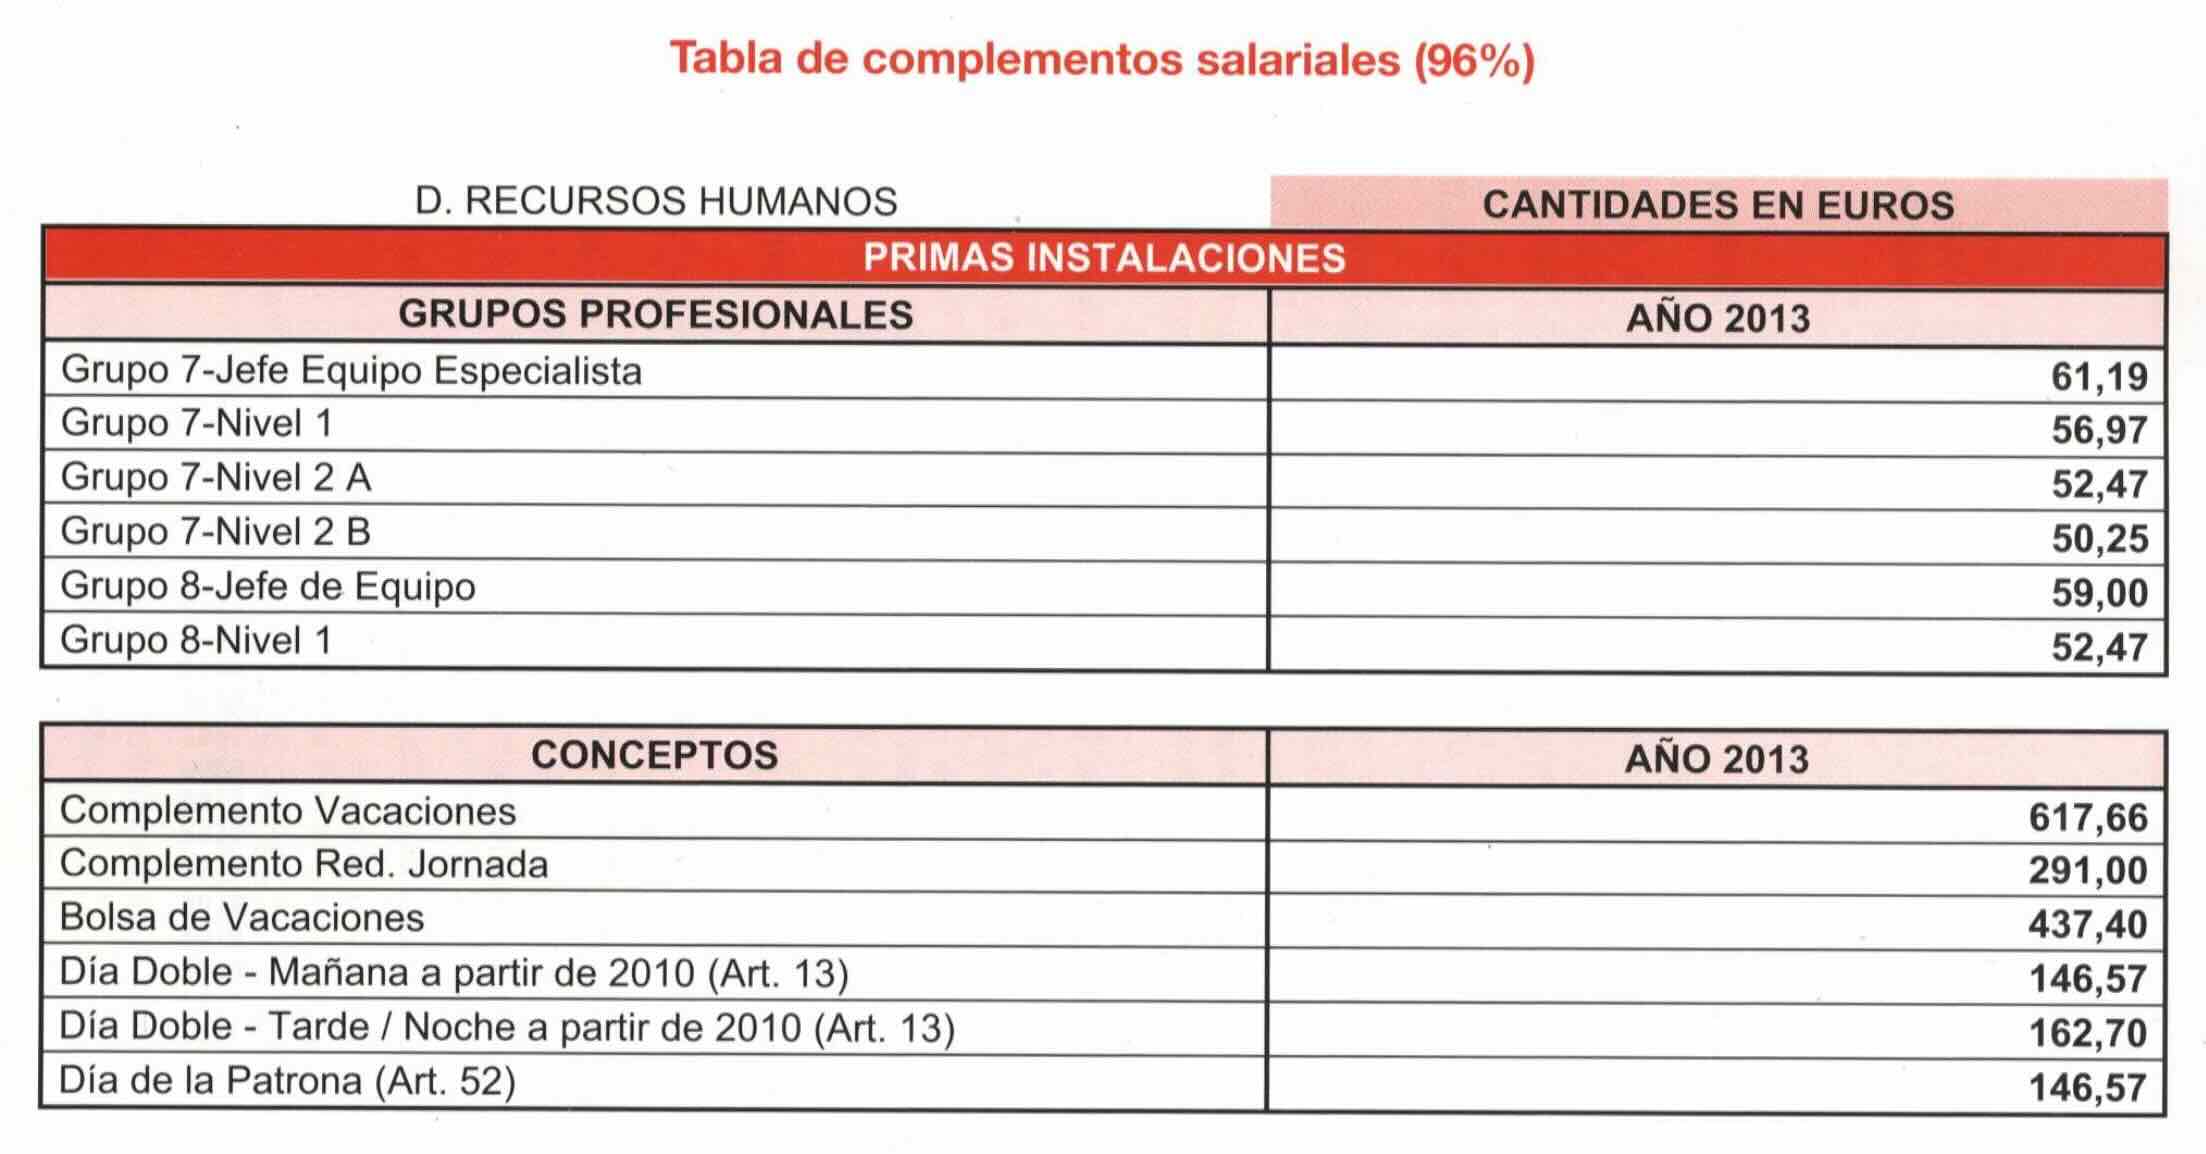 Tabla de complementos salariales (96%)
D. RECURSOS HUMANOS CANTIDADES EN EUROS
PRIMAS INSTALACIONES
GRUPOS PROFESIONALES AÑO 2013
Grupo 7-Jefe Equipo Especialista 61,19
Grupo 7-Nivel 1 56,97
Grupo 7-Nivel 2 A 52,47
Grupo 7-Nivel 2 B 50,25
Grupo 8-Jefe de Equipo 59,00
Grupo 8-Nivel 1 52,47
CONCEPTOS AÑO 2013
Complemento Vacaciones 617,66
Complemento Red. Jornada 291,00
Bolsa de Vacaciones 437,40
Día Doble - Mañana a partir de 2010 (Art. 13) 146,57
Día Doble - Tarde / Noche a partir de 2010 (Art. 13) 162,70
Día de la Patrona (Art. 52) 146,57